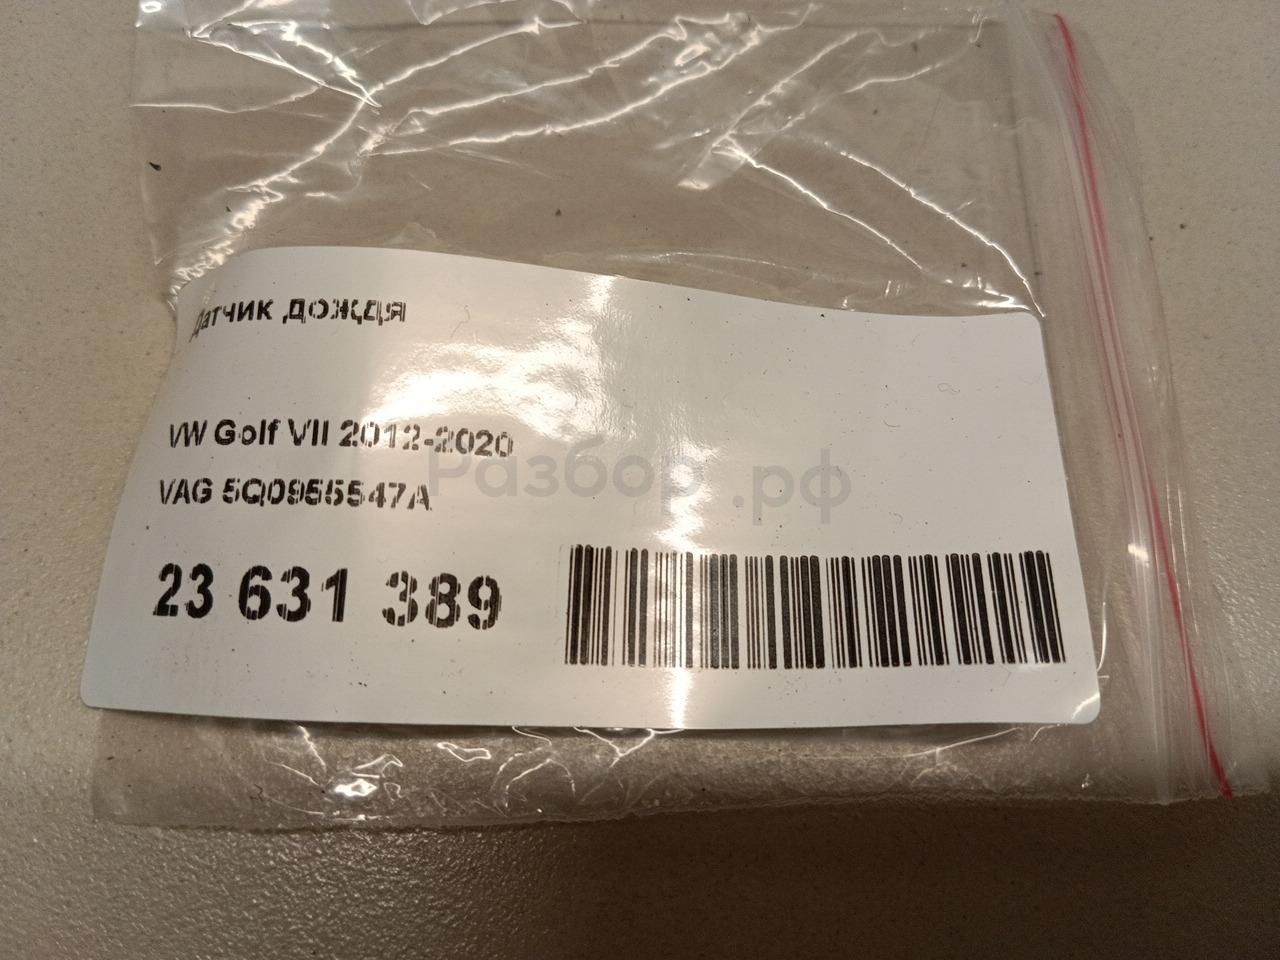 Датчик дождя
VW Golf VII 2012-2020
VAG 5Q0955547A
Разбор.рф
23 631 389